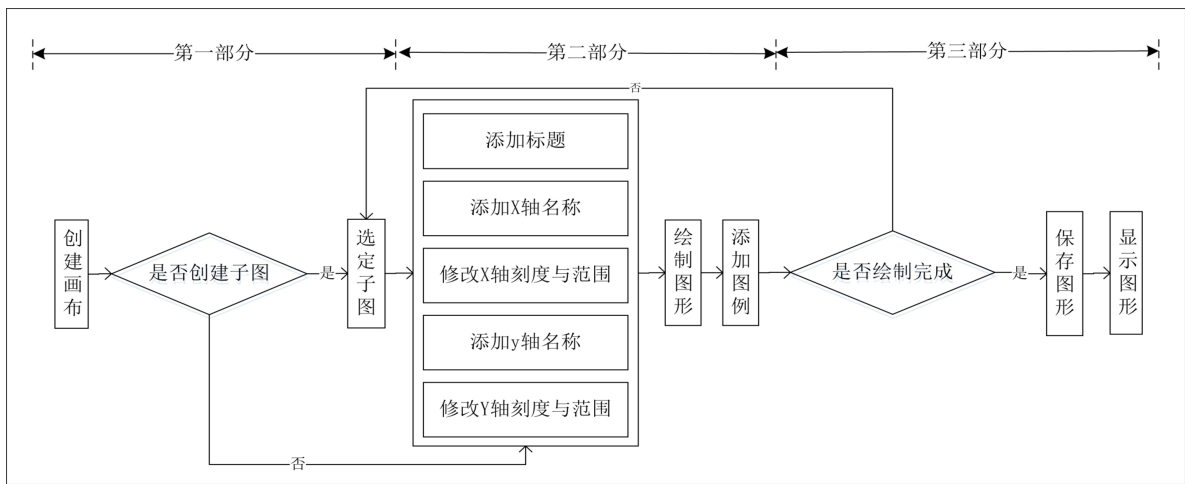 第一部分
第二部分
第三部分
否
创建画布
是否创建子图
是
选定子图
添加标题
添加X轴名称
修改X轴刻度与范围
添加y轴名称
修改Y轴刻度与范围
绘制图形
添加图例
是否绘制完成
是
保存图形
显示图形
否